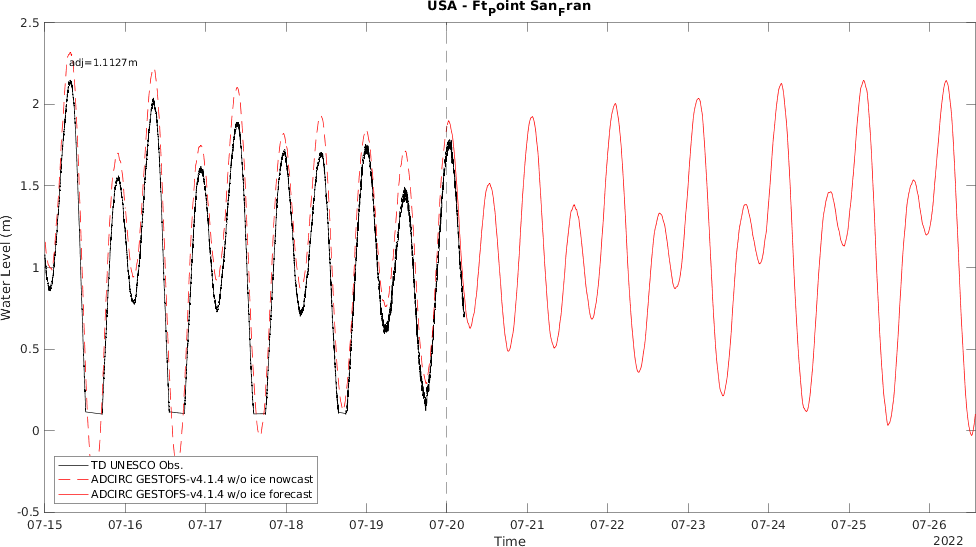 USA - Ft_Point San_Fran
2.5
2
1.5
1
0.5
0
-0.5
Water Level (m)
adj=1.1127m
TD UNESCO Obs.
ADCIRC GESTOFS-v4.1.4 w/o ice nowcast
ADCIRC GESTOFS-v4.1.4 w/o ice forecast
07-15 07-16 07-17 07-18 07-19 07-20 07-21 07-22 07-23 07-24 07-25 07-26
Time
2022